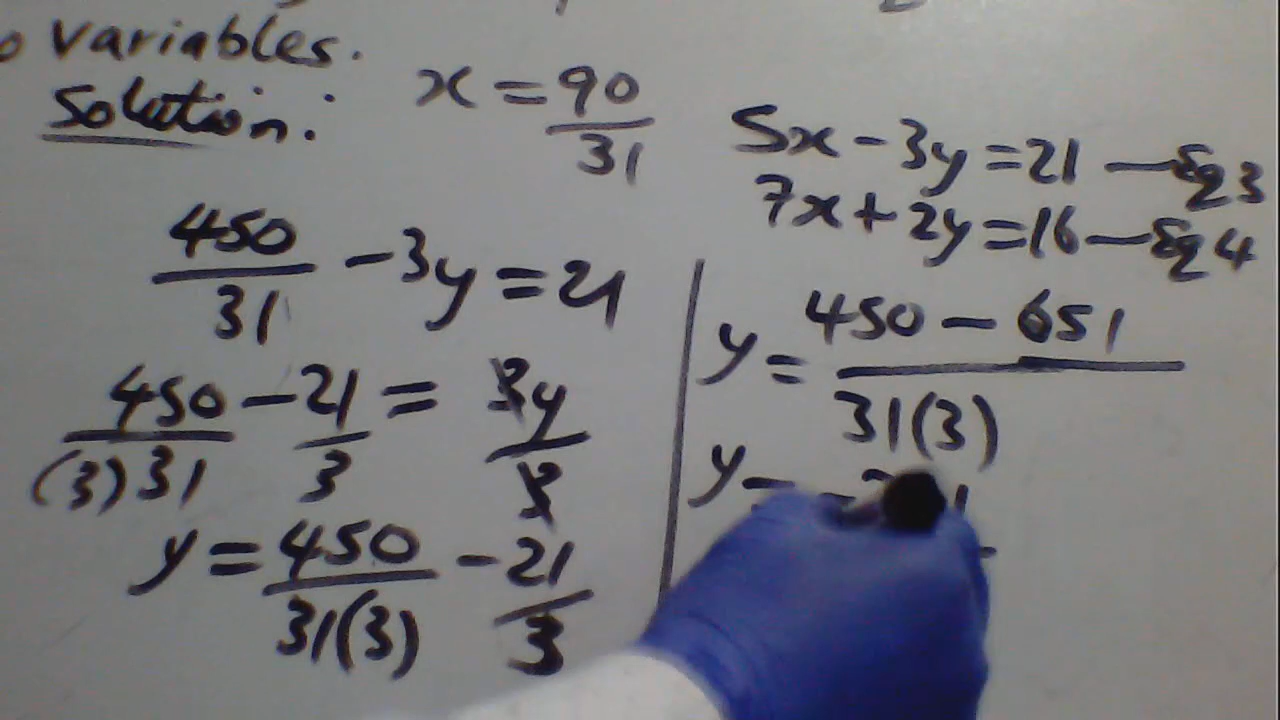 variables.
Solution:
x = 90/31
5x - 3y = 21 — Eq 3
7x + 2y = 16 — Eq 4
450/31 - 3y = 21
450/(3)31 - 21/3 = 3y/3
y = 450/31(3) - 21/3
y = 450 - 651/31(3)
y =